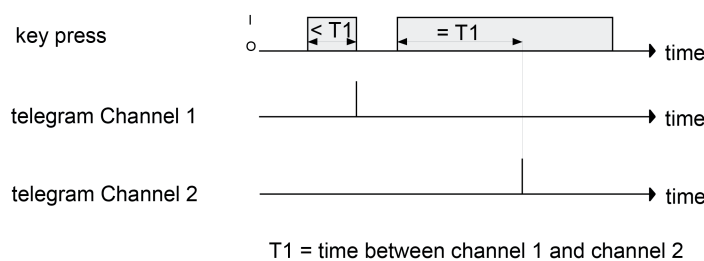 I
key press < T1 = T1
O
time
telegram Channel 1
time
telegram Channel 2
time
T1 = time between channel 1 and channel 2